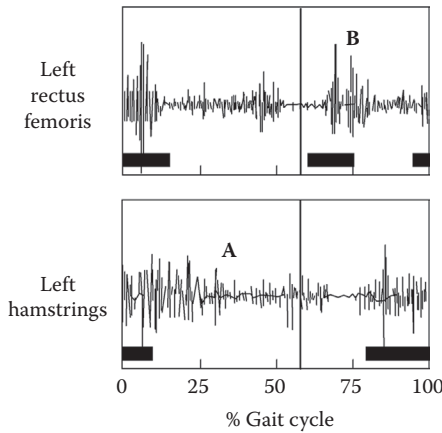 B
Left
rectus
femoris
A
Left
hamstrings
0 25 50 75 100
% Gait cycle